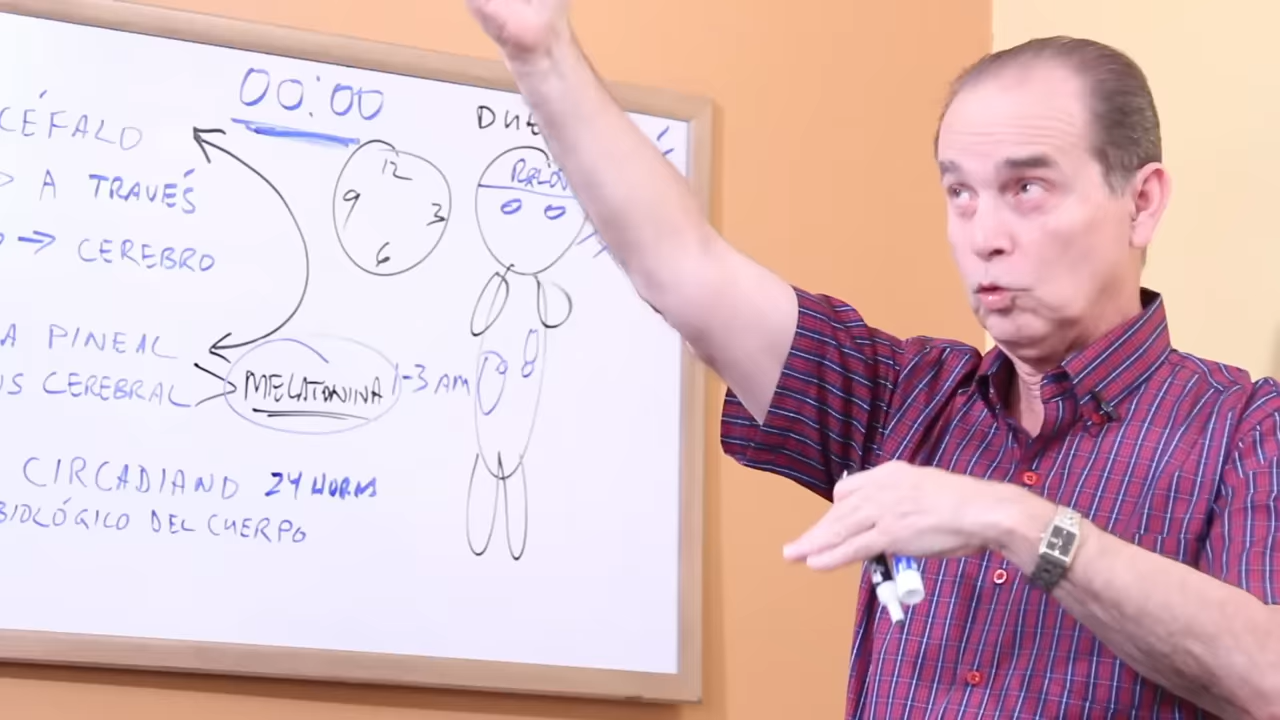 00:00
CÉFALO
A TRAVÉS
→ CEREBRO
A PINEAL
S CEREBRAL
MELATONINA 1-3 AM
CIRCADIANO 24 HORAS
BIOLÓGICO DEL CUERPO
12
9
3
6